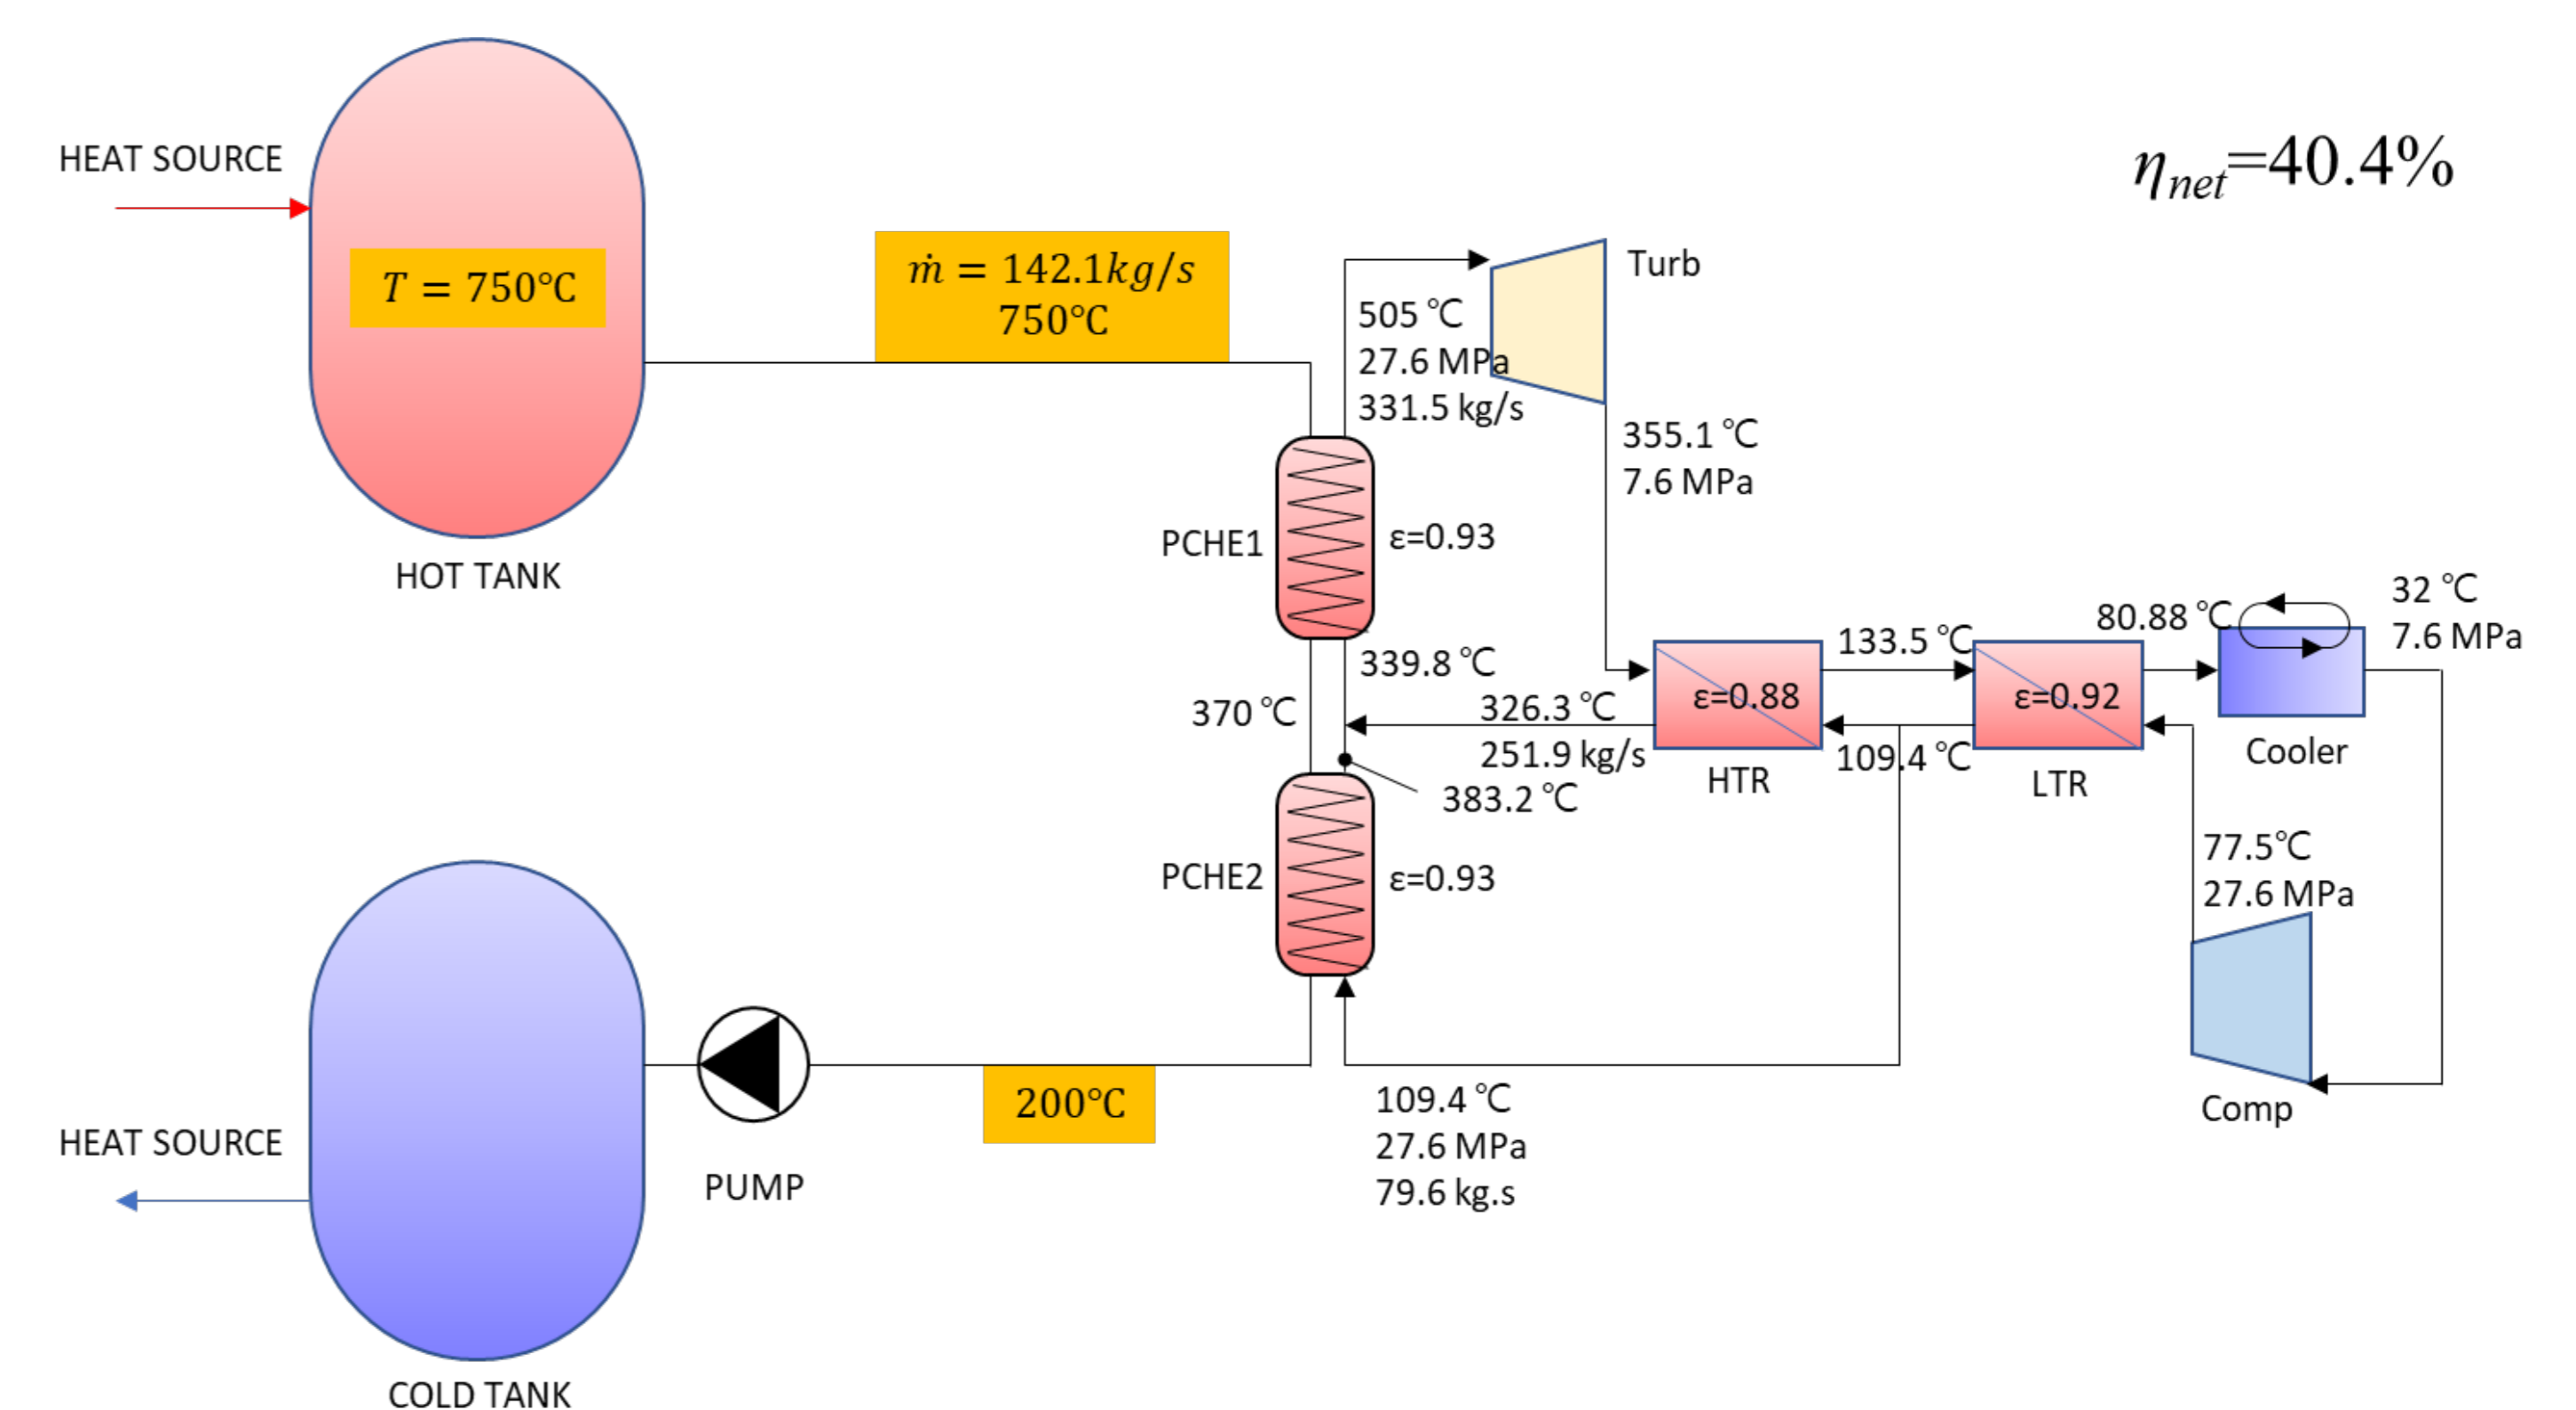 HEAT SOURCE
T = 750℃
HOT TANK
ṁ = 142.1kg/s
750℃
ηnet=40.4%
Turb
505 ℃
27.6 MPa
331.5 kg/s
355.1 ℃
7.6 MPa
PCHE1
ε=0.93
339.8 ℃
370 ℃
326.3 ℃
251.9 kg/s
383.2 ℃
ε=0.88
HTR
133.5 ℃
109.4 ℃
ε=0.92
LTR
80.88 ℃
Cooler
32 ℃
7.6 MPa
77.5℃
27.6 MPa
Comp
PCHE2
ε=0.93
109.4 ℃
27.6 MPa
79.6 kg.s
200℃
PUMP
HEAT SOURCE
COLD TANK